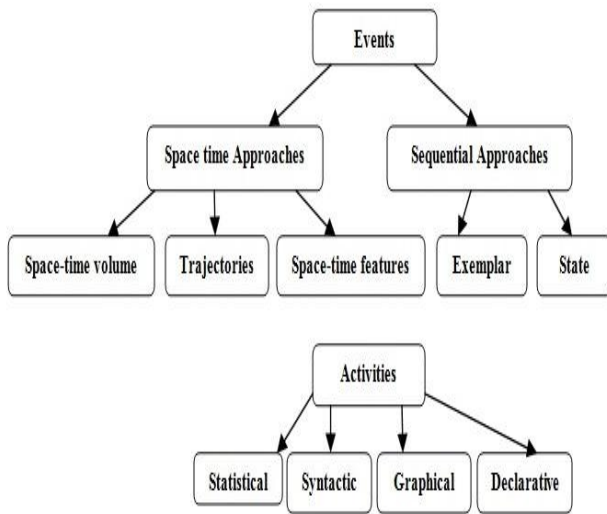 Events
Space time Approaches
Sequential Approaches
Space-time volume
Trajectories
Space-time features
Exemplar
State
Activities
Statistical
Syntactic
Graphical
Declarative